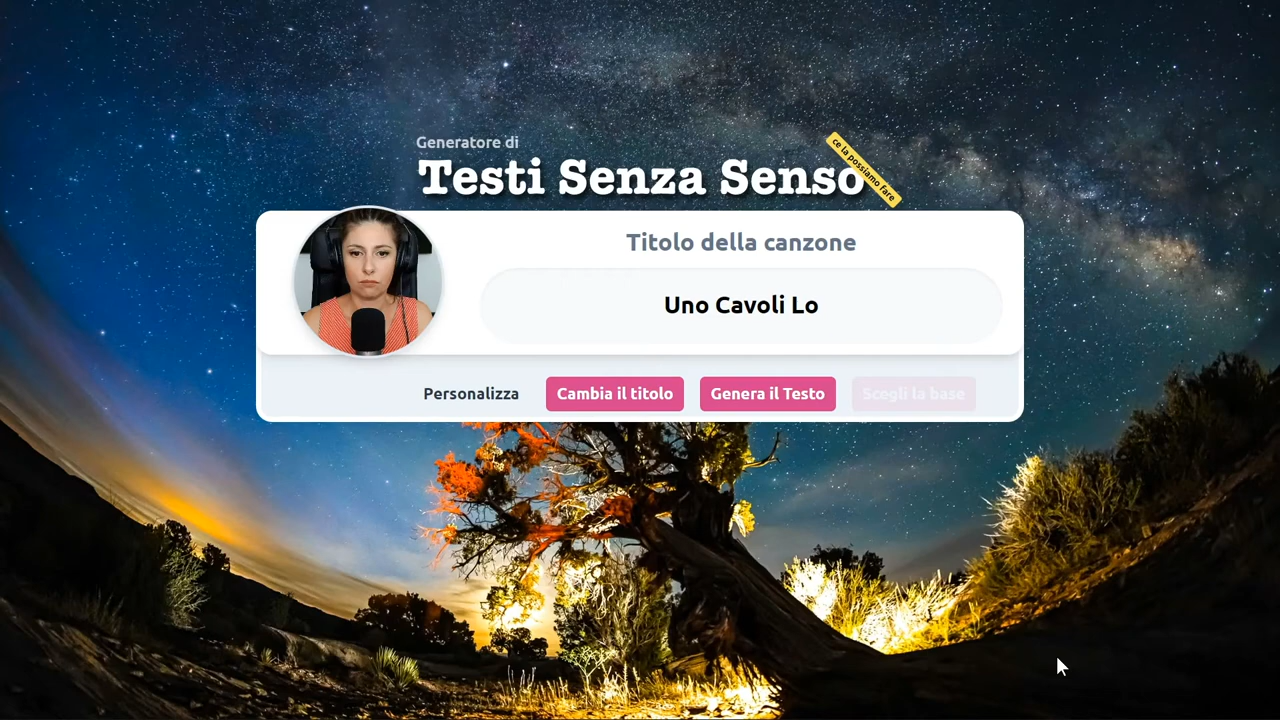 Generatore di
Testi Senza Senso
ce la possiamo fare
Titolo della canzone
Uno Cavoli Lo
Personalizza
Cambia il titolo
Genera il Testo
Scegli la base